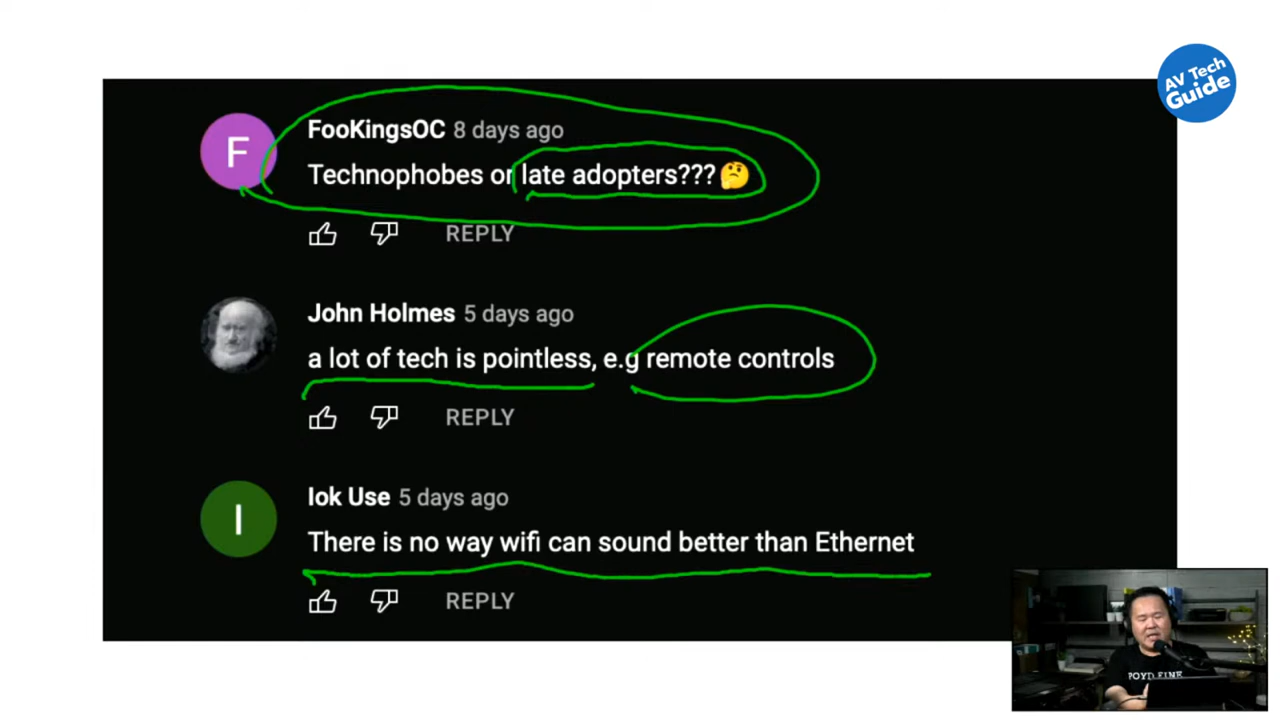 AV Tech
Guide
F
FooKingsOC 8 days ago
Technophobes or late adopters???🤔
REPLY
John Holmes 5 days ago
a lot of tech is pointless, e.g remote controls
REPLY
I
Iok Use 5 days ago
There is no way wifi can sound better than Ethernet
REPLY